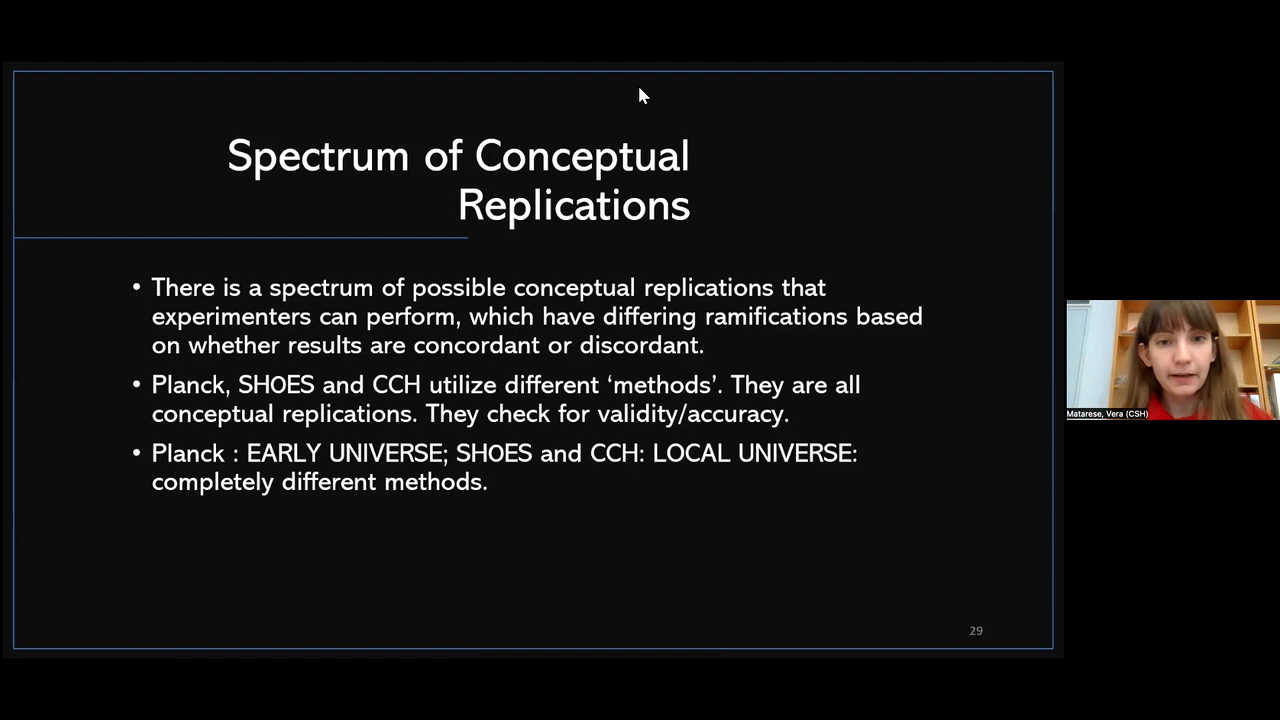 Spectrum of Conceptual
Replications
• There is a spectrum of possible conceptual replications that
experimenters can perform, which have differing ramifications based
on whether results are concordant or discordant.
• Planck, SH0ES and CCH utilize different ‘methods’. They are all
conceptual replications. They check for validity/accuracy.
• Planck : EARLY UNIVERSE; SH0ES and CCH: LOCAL UNIVERSE:
completely different methods.
29
Matarese, Vera (CSH)